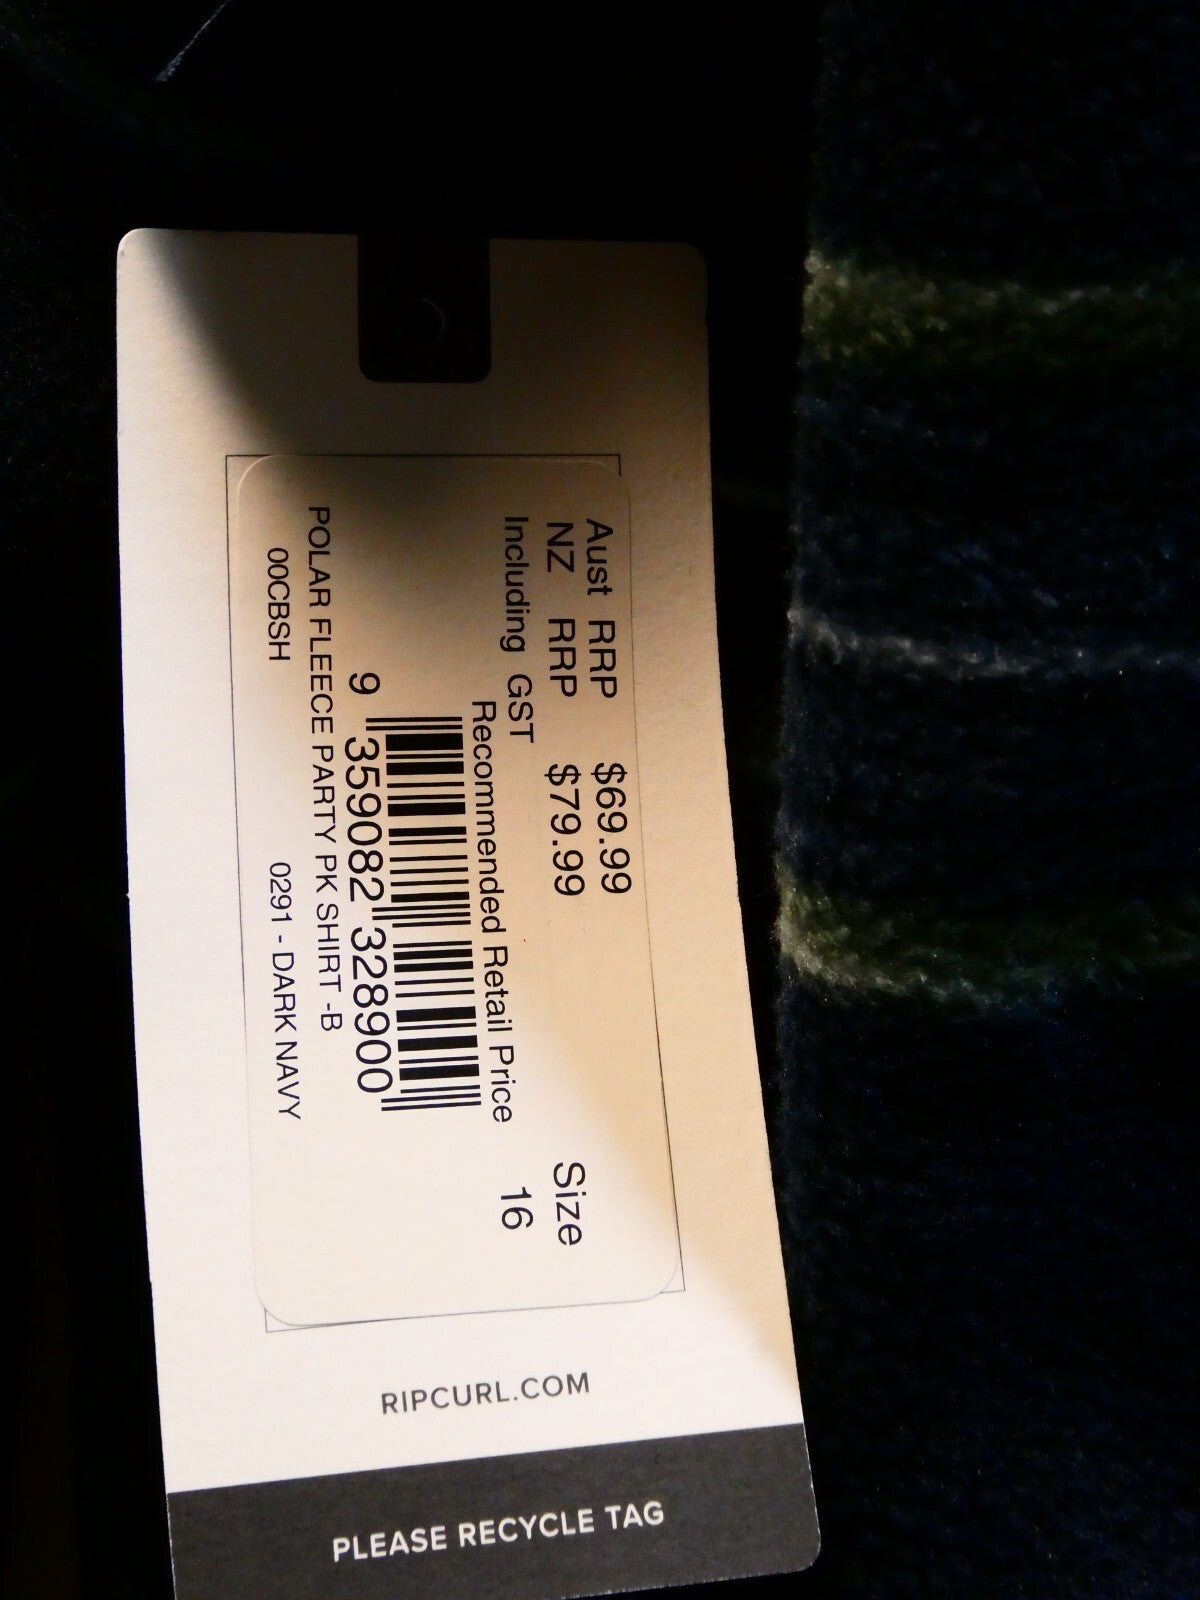 Aust RRP $69.99
NZ RRP $79.99
Including GST
Size
16
Recommended Retail Price
9 359082 328900
POLAR FLEECE PARTY PK SHIRT -B
00CBSH 0291 - DARK NAVY
RIPCURL.COM
PLEASE RECYCLE TAG